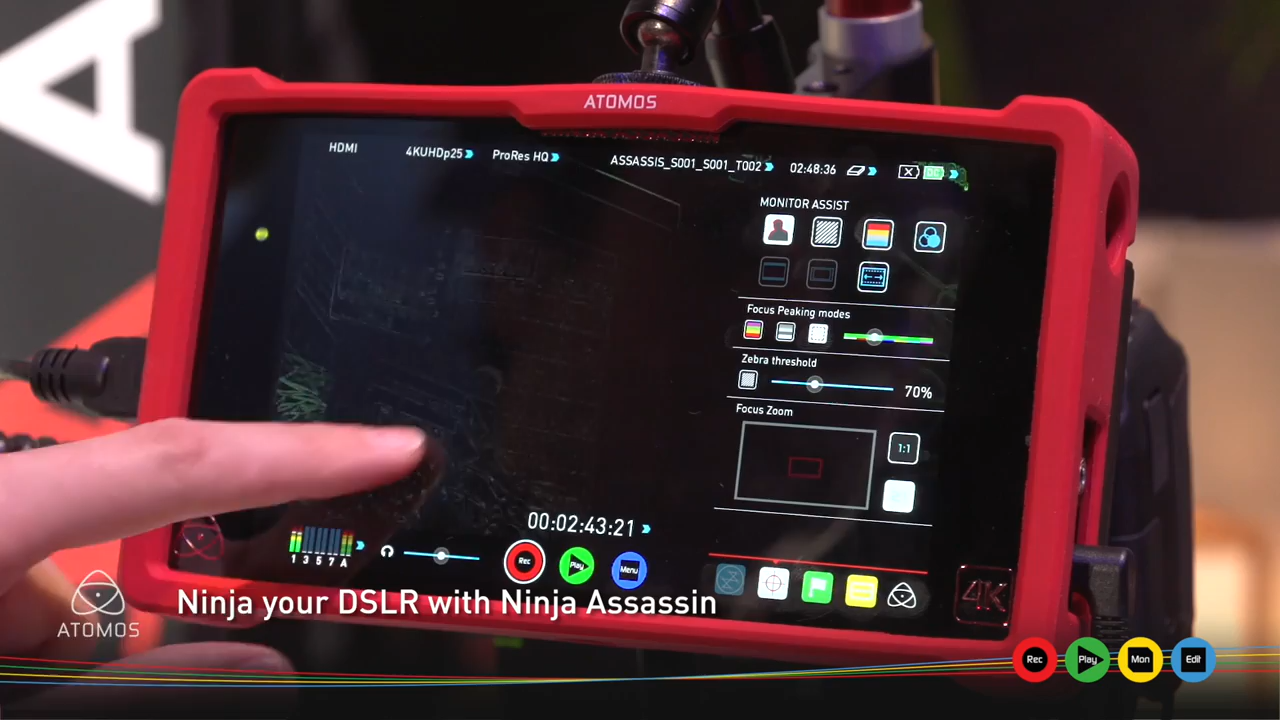 A
ATOMOS
HDMI 4KUHDp25 ProRes HQ ASSASSIS_S001_S001_T002 02:48:36 X DC
MONITOR ASSIST
Focus Peaking modes
Zebra threshold
70%
Focus Zoom
1:1
00:02:43:21
1 3 5 7 A
Rec Play Menu
4K
Ninja your DSLR with Ninja Assassin
ATOMOS
Rec Play Mon Edit